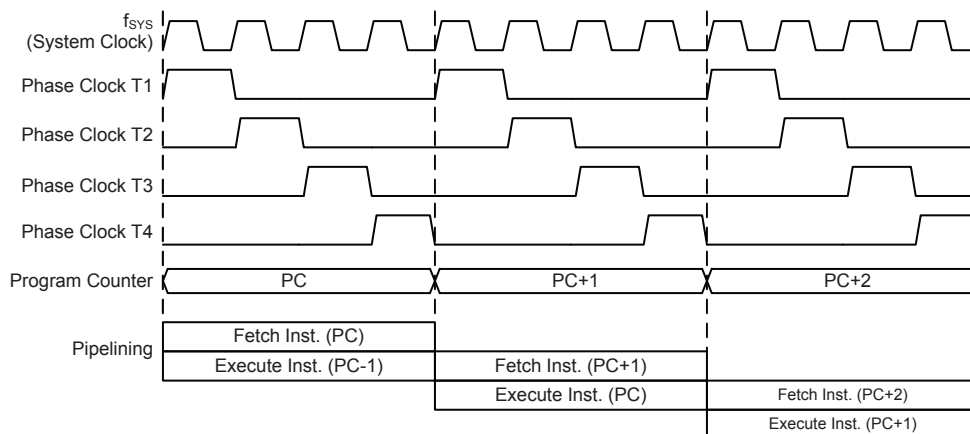 fSYS
(System Clock)
Phase Clock T1
Phase Clock T2
Phase Clock T3
Phase Clock T4
Program Counter PC PC+1 PC+2
Pipelining
Fetch Inst. (PC)
Execute Inst. (PC-1) Fetch Inst. (PC+1)
Execute Inst. (PC) Fetch Inst. (PC+2)
Execute Inst. (PC+1)